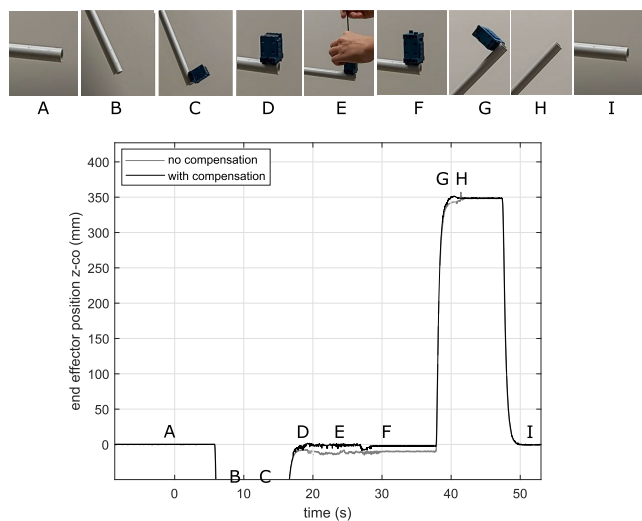 A B C D E F G H I
no compensation
with compensation
400
350
300
250
200
150
100
50
0
end effector position z-co (mm)
G H
A
D E F
I
B C
0 10 20 30 40 50
time (s)